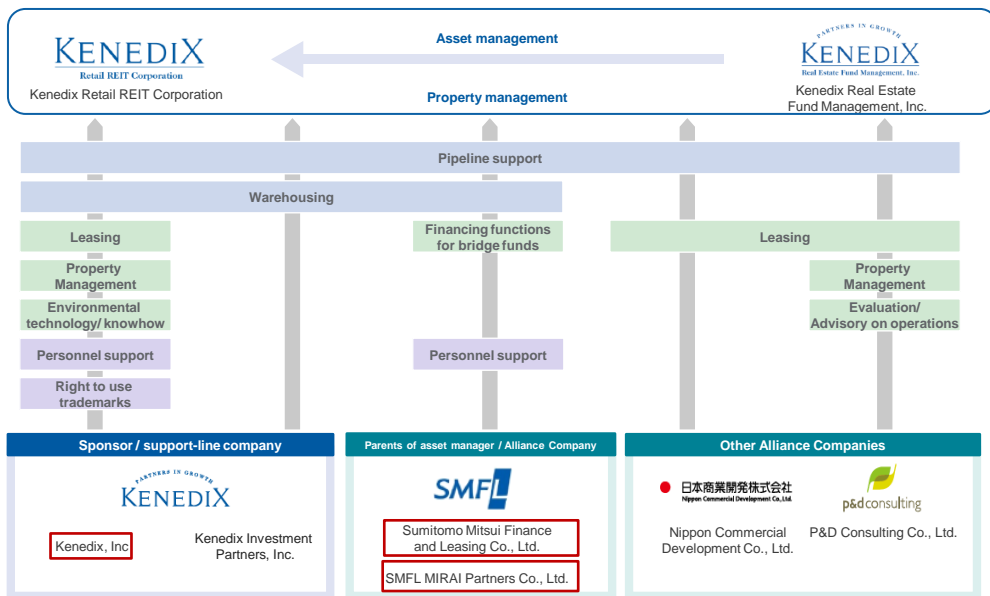 KENEDIX
Retail REIT Corporation
Kenedix Retail REIT Corporation
Asset management
Property management
PARTNERS IN GROWTH
KENEDIX
Real Estate Fund Management, Inc.
Kenedix Real Estate
Fund Management, Inc.
Pipeline support
Warehousing
Leasing
Financing functions
for bridge funds
Leasing
Property
Management
Property
Management
Environmental
technology/ knowhow
Evaluation/
Advisory on operations
Personnel support
Personnel support
Right to use
trademarks
Sponsor / support-line company
Parents of asset manager / Alliance Company
Other Alliance Companies
PARTNERS IN GROWTH
KENEDIX
Kenedix, Inc
Kenedix Investment
Partners, Inc.
SMFL
Sumitomo Mitsui Finance
and Leasing Co., Ltd.
SMFL MIRAI Partners Co., Ltd.
日本商業開発株式会社
Nippon Commercial Development Co.,Ltd.
Nippon Commercial
Development Co., Ltd.
p&d consulting
P&D Consulting Co., Ltd.